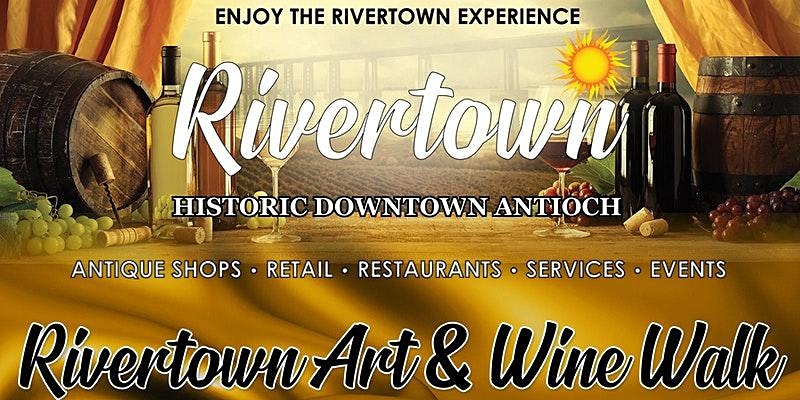 ENJOY THE RIVERTOWN EXPERIENCE
Rivertown
HISTORIC DOWNTOWN ANTIOCH
ANTIQUE SHOPS • RETAIL • RESTAURANTS • SERVICES • EVENTS
Rivertown Art & Wine Walk